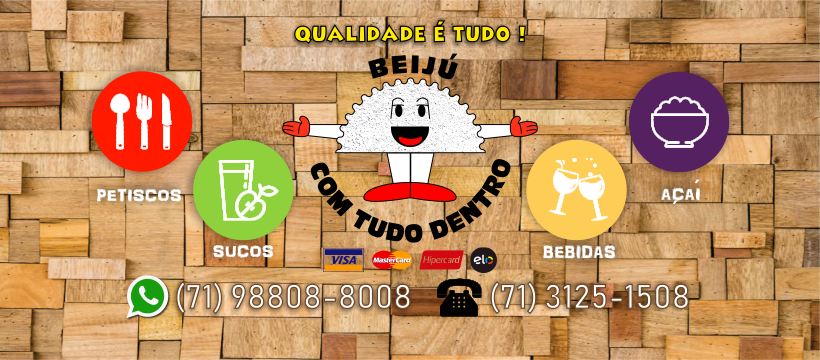 QUALIDADE É TUDO !
BEIJÚ
COM TUDO DENTRO
PETISCOS
SUCOS
BEBIDAS
AÇAÍ
VISA
MasterCard
Hipercard
elo
(71) 98808-8008
(71) 3125-1508